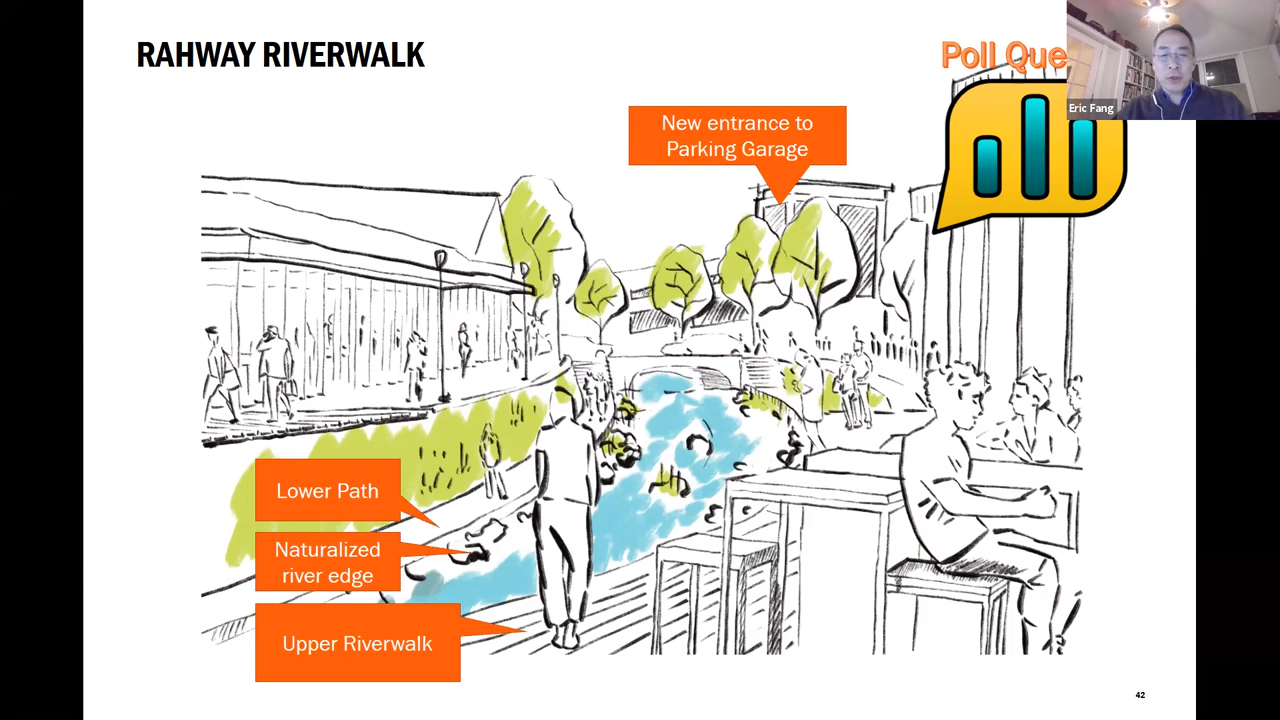 RAHWAY RIVERWALK
Poll Que
Eric Fang
New entrance to
Parking Garage
Lower Path
Naturalized
river edge
Upper Riverwalk
42